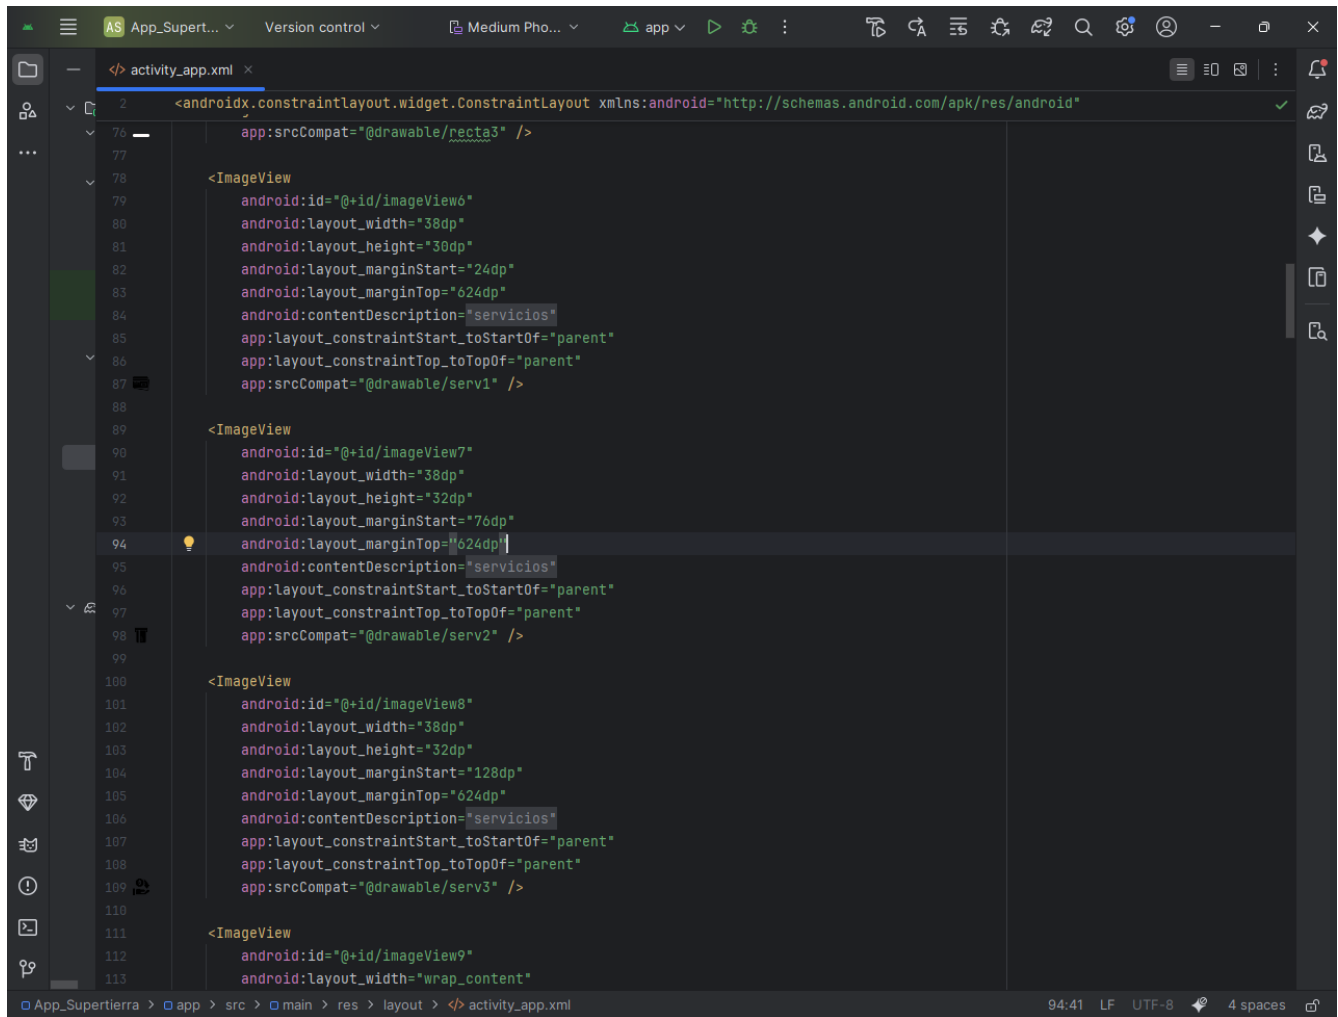 AS App_Supert... Version control Medium Pho... app
activity_app.xml
2 <androidx.constraintlayout.widget.ConstraintLayout xmlns:android="http://schemas.android.com/apk/res/android"
76 app:srcCompat="@drawable/recta3" />
77
78 <ImageView
79 android:id="@+id/imageView6"
80 android:layout_width="38dp"
81 android:layout_height="30dp"
82 android:layout_marginStart="24dp"
83 android:layout_marginTop="624dp"
84 android:contentDescription="servicios"
85 app:layout_constraintStart_toStartOf="parent"
86 app:layout_constraintTop_toTopOf="parent"
87 app:srcCompat="@drawable/serv1" />
88
89 <ImageView
90 android:id="@+id/imageView7"
91 android:layout_width="38dp"
92 android:layout_height="32dp"
93 android:layout_marginStart="76dp"
94 android:layout_marginTop="624dp"
95 android:contentDescription="servicios"
96 app:layout_constraintStart_toStartOf="parent"
97 app:layout_constraintTop_toTopOf="parent"
98 app:srcCompat="@drawable/serv2" />
99
100 <ImageView
101 android:id="@+id/imageView8"
102 android:layout_width="38dp"
103 android:layout_height="32dp"
104 android:layout_marginStart="128dp"
105 android:layout_marginTop="624dp"
106 android:contentDescription="servicios"
107 app:layout_constraintStart_toStartOf="parent"
108 app:layout_constraintTop_toTopOf="parent"
109 app:srcCompat="@drawable/serv3" />
110
111 <ImageView
112 android:id="@+id/imageView9"
113 android:layout_width="wrap_content"
App_Supertierra > app > src > main > res > layout > activity_app.xml 94:41 LF UTF-8 4 spaces